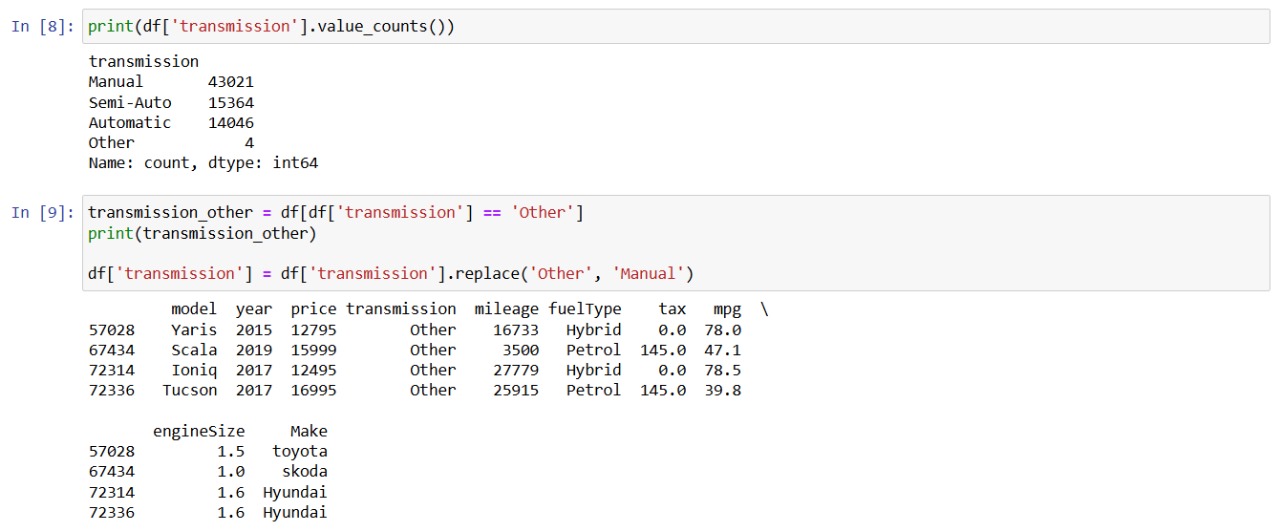 In [8]: print(df['transmission'].value_counts())
transmission
Manual       43021
Semi-Auto    15364
Automatic    14046
Other            4
Name: count, dtype: int64
In [9]: transmission_other = df[df['transmission'] == 'Other']
print(transmission_other)
df['transmission'] = df['transmission'].replace('Other', 'Manual')
         model  year  price transmission  mileage fuelType    tax   mpg  \
57028    Yaris  2015  12795        Other    16733   Hybrid    0.0  78.0
67434    Scala  2019  15999        Other     3500   Petrol  145.0  47.1
72314    Ioniq  2017  12495        Other    27779   Hybrid    0.0  78.5
72336   Tucson  2017  16995        Other    25915   Petrol  145.0  39.8
       engineSize     Make
57028         1.5   toyota
67434         1.0    skoda
72314         1.6  Hyundai
72336         1.6  Hyundai